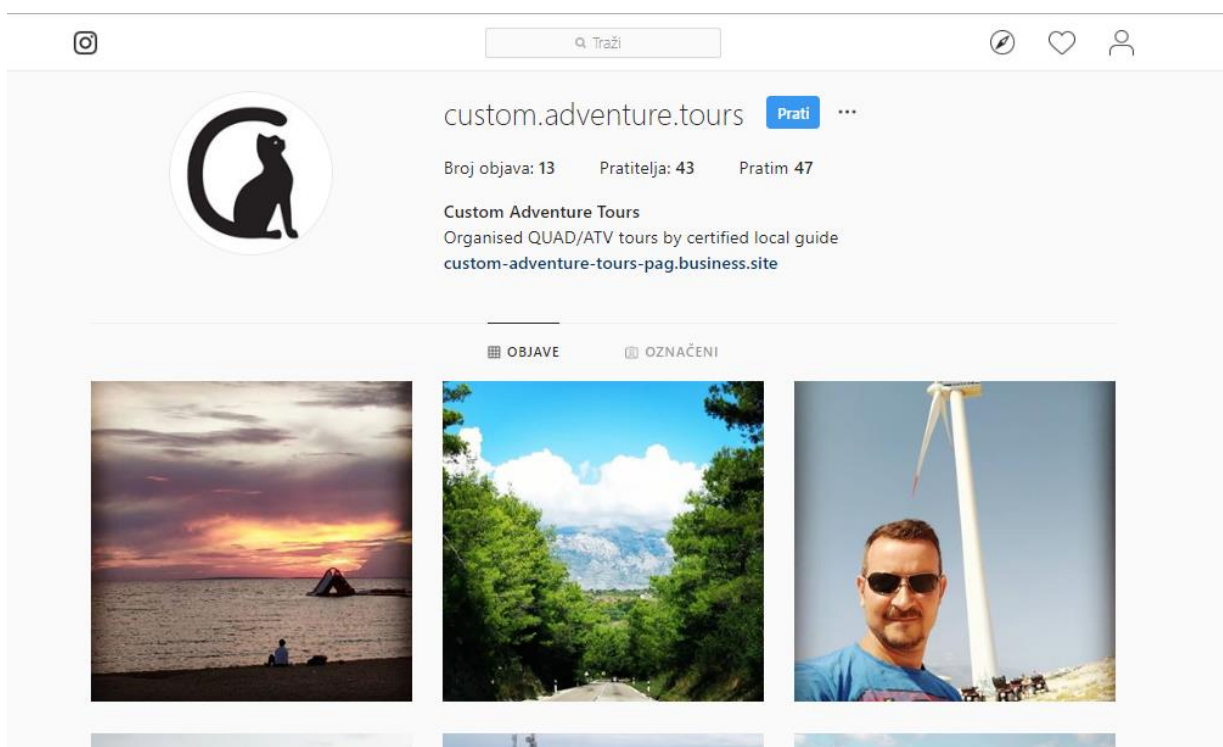 Traži
custom.adventure.tours Prati ...
Broj objava: 13 Pratitelja: 43 Pratim 47
Custom Adventure Tours
Organised QUAD/ATV tours by certified local guide
custom-adventure-tours-pag.business.site
OBJAVE OZNAČENI